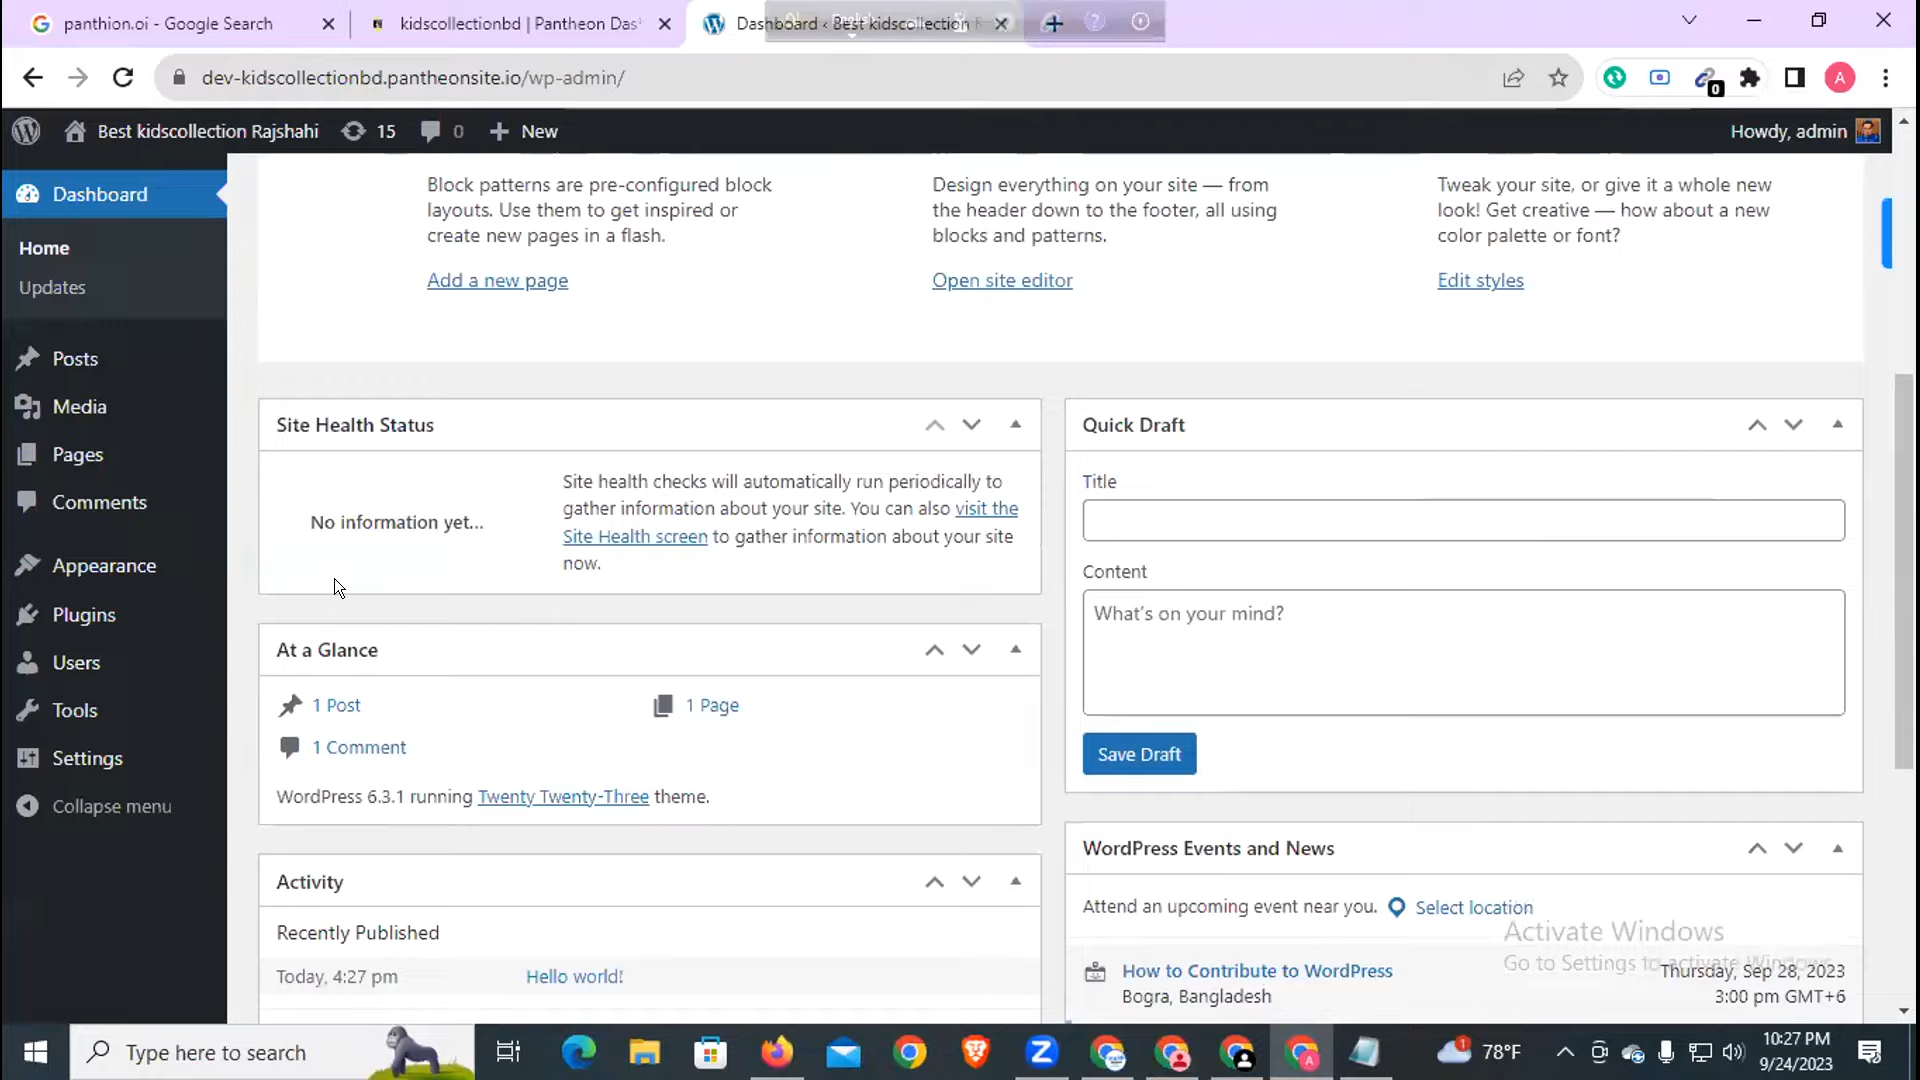 panthion.oi - Google Search
kidscollectionbd | Pantheon Das
Dashboard ‹ Best kidscollection R
dev-kidscollectionbd.pantheonsite.io/wp-admin/
0
A
Best kidscollection Rajshahi
15
0
New
Howdy, admin
Dashboard
Home
Updates
Posts
Media
Pages
Comments
Appearance
Plugins
Users
Tools
Settings
Collapse menu
Block patterns are pre-configured block
layouts. Use them to get inspired or
create new pages in a flash.
Add a new page
Design everything on your site — from
the header down to the footer, all using
blocks and patterns.
Open site editor
Tweak your site, or give it a whole new
look! Get creative — how about a new
color palette or font?
Edit styles
Site Health Status
No information yet...
Site health checks will automatically run periodically to
gather information about your site. You can also visit the
Site Health screen to gather information about your site
now.
At a Glance
1 Post
1 Page
1 Comment
WordPress 6.3.1 running Twenty Twenty-Three theme.
Activity
Recently Published
Today, 4:27 pm
Hello world!
Quick Draft
Title
Content
What's on your mind?
Save Draft
WordPress Events and News
Attend an upcoming event near you.
Select location
How to Contribute to WordPress
Bogra, Bangladesh
Thursday, Sep 28, 2023
3:00 pm GMT+6
Activate Windows
Go to Settings to activate Windows.
Type here to search
1
78°F
10:27 PM
9/24/2023